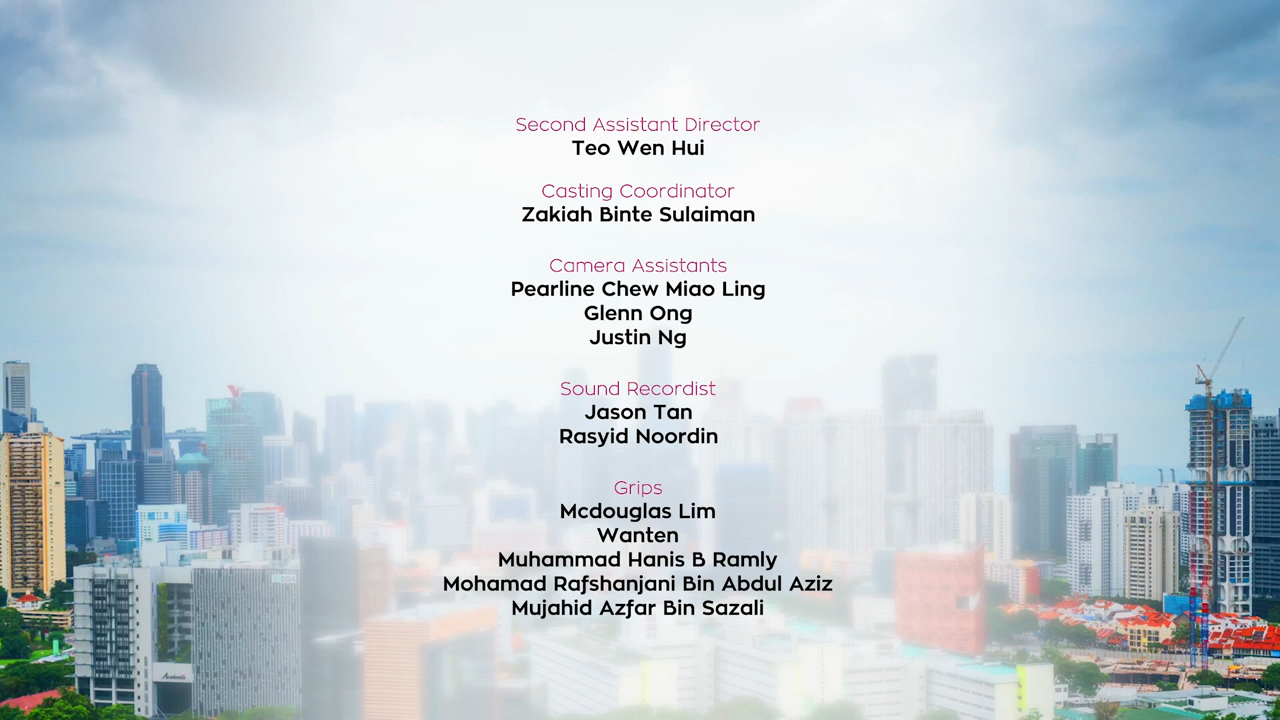 Second Assistant Director
Teo Wen Hui
Casting Coordinator
Zakiah Binte Sulaiman
Camera Assistants
Pearline Chew Miao Ling
Glenn Ong
Justin Ng
Sound Recordist
Jason Tan
Rasyid Noordin
Grips
Mcdouglas Lim
Wanten
Muhammad Hanis B Ramly
Mohamad Rafshanjani Bin Abdul Aziz
Mujahid Azfar Bin Sazali